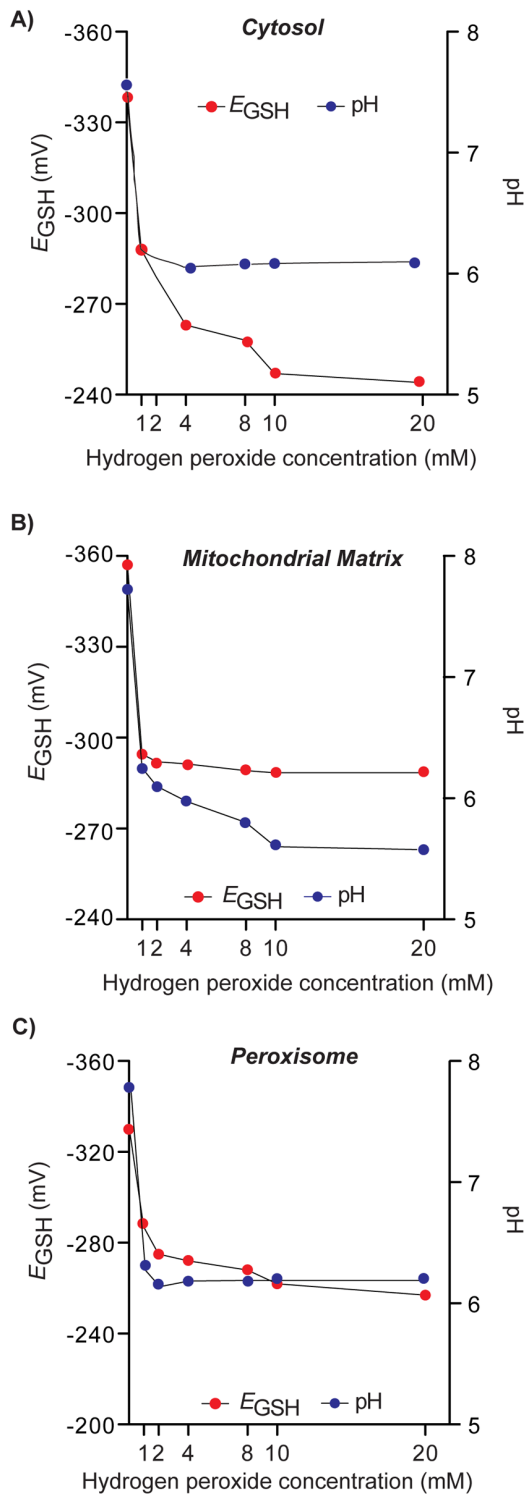 A)
Cytosol
-360
-330
-300
-270
-240
EGSH (mV)
8
7
6
5
pH
EGSH pH
1 2 4 8 10 20
Hydrogen peroxide concentration (mM)
B)
Mitochondrial Matrix
-360
-330
-300
-270
-240
EGSH (mV)
8
7
6
5
pH
EGSH pH
1 2 4 8 10 20
Hydrogen peroxide concentration (mM)
C)
Peroxisome
-360
-320
-280
-240
-200
EGSH (mV)
8
7
6
5
pH
EGSH pH
1 2 4 8 10 20
Hydrogen peroxide concentration (mM)